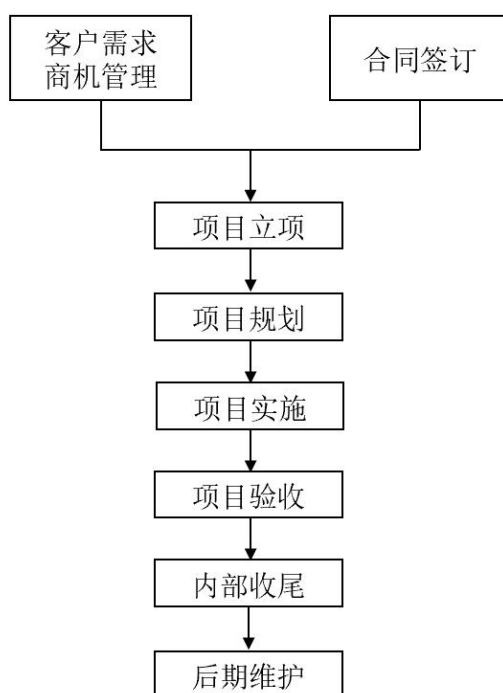 客户需求
商机管理
合同签订
项目立项
项目规划
项目实施
项目验收
内部收尾
后期维护